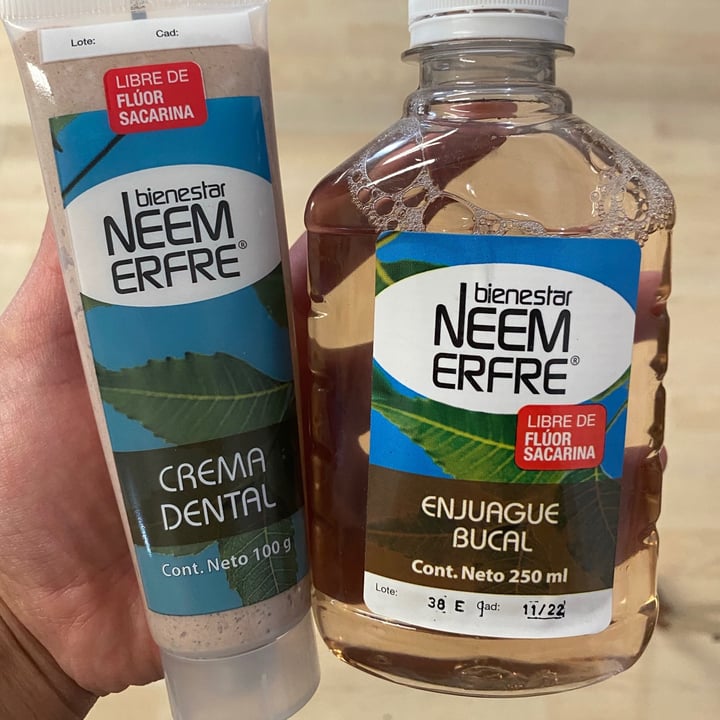 Lote: Cad:
LIBRE DE
FLÚOR
SACARINA
bienestar
NEEM
ERFRE®
CREMA
DENTAL
Cont. Neto 100 g
bienestar
NEEM
ERFRE®
LIBRE DE
FLÚOR
SACARINA
ENJUAGUE
BUCAL
Cont. Neto 250 ml
Lote: 38 E Cad: 11/22